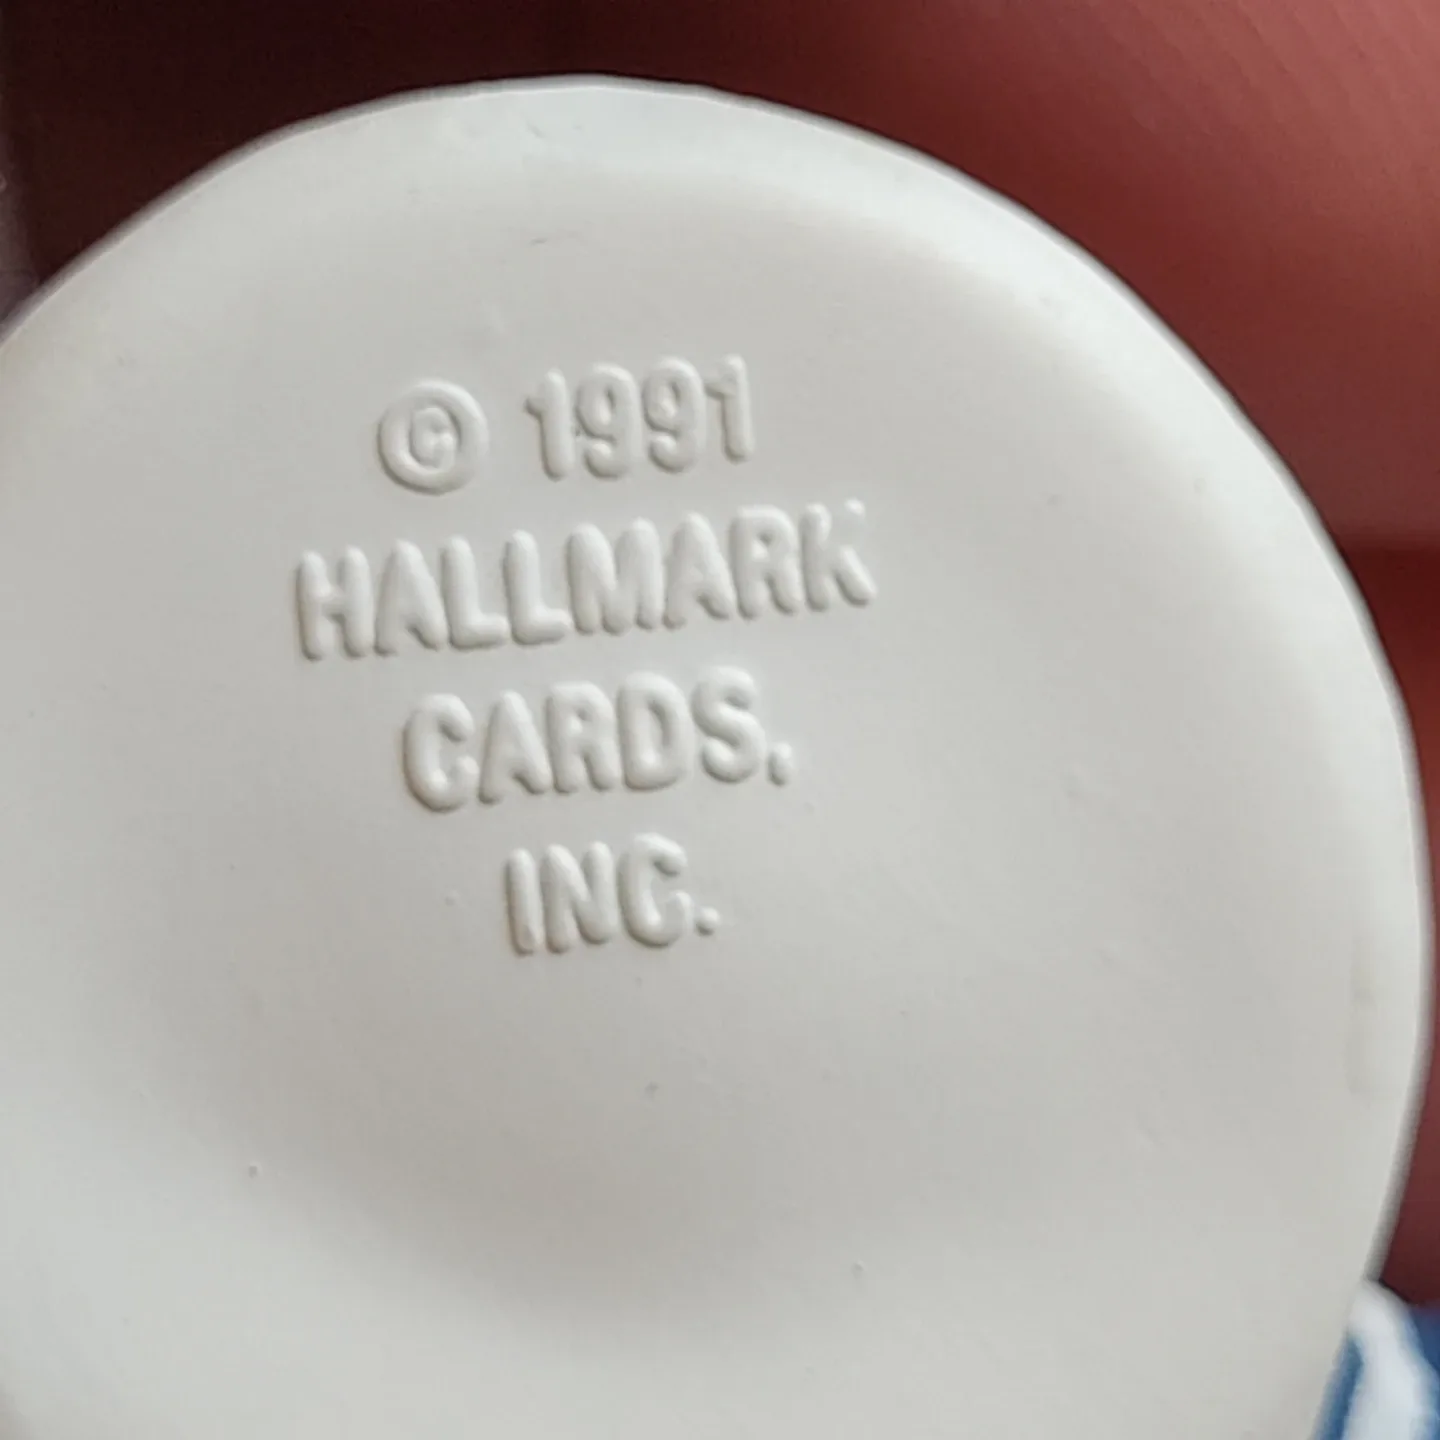 © 1991
HALLMARK
CARDS,
INC.